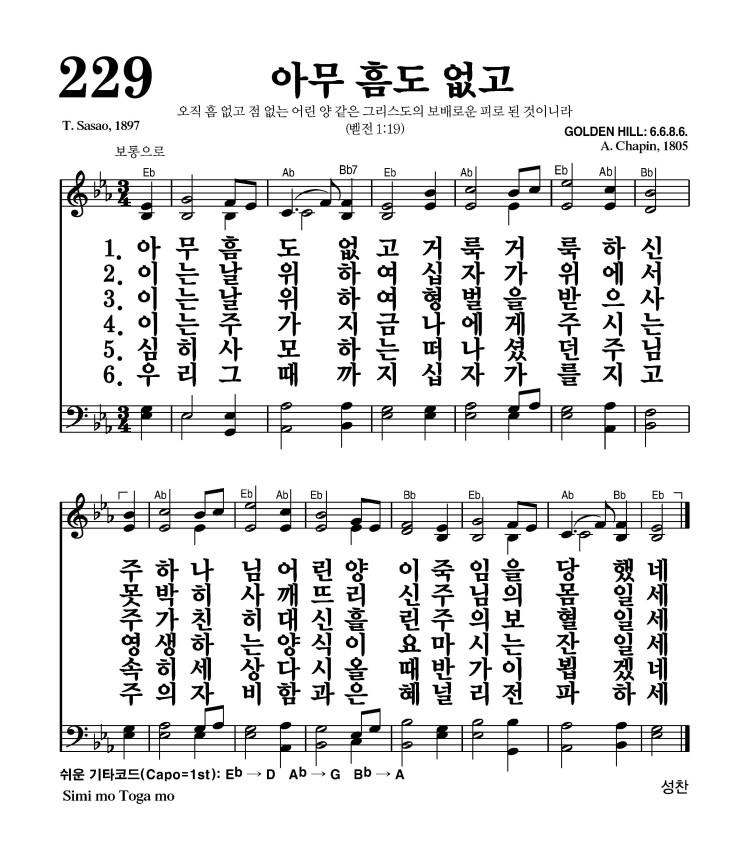 229
아무 흠도 없고
오직 흠 없고 점 없는 어린 양 같은 그리스도의 보배로운 피로 된 것이니라
(벧전 1:19)
T. Sasao, 1897
GOLDEN HILL: 6.6.8.6.
A. Chapin, 1805
보통으로
Eb Ab Bb7 Eb Ab Eb Ab Bb
1. 아 무 흠 도 없 고 거 룩 거 룩 하 신
2. 이 는 날 위 하 여 십 자 가 위 에 서
3. 이 는 날 위 하 여 형 벌 을 받 으 사
4. 이 는 주 가 지 금 나 에 게 주 시 는
5. 심 히 사 모 하 는 떠 나 셨 던 주 님
6. 우 리 그 때 까 지 십 자 가 를 지 고
Ab Bb Eb Ab Eb Bb Eb Ab Bb Eb
주 하 나 님 어 린 양 이 죽 임 을 당 했 네
못 박 히 사 깨 뜨 리 신 주 님 의 몸 일 세
주 가 친 히 대 신 흘 린 주 의 보 혈 일 세
영 생 하 는 양 식 이 요 마 시 는 잔 일 세
속 히 세 상 다 시 올 때 반 가 이 뵙 겠 네
주 의 자 비 함 과 은 혜 널 리 전 파 하 세
쉬운 기타코드(Capo=1st): Eb → D Ab → G Bb → A
Simi mo Toga mo
성찬